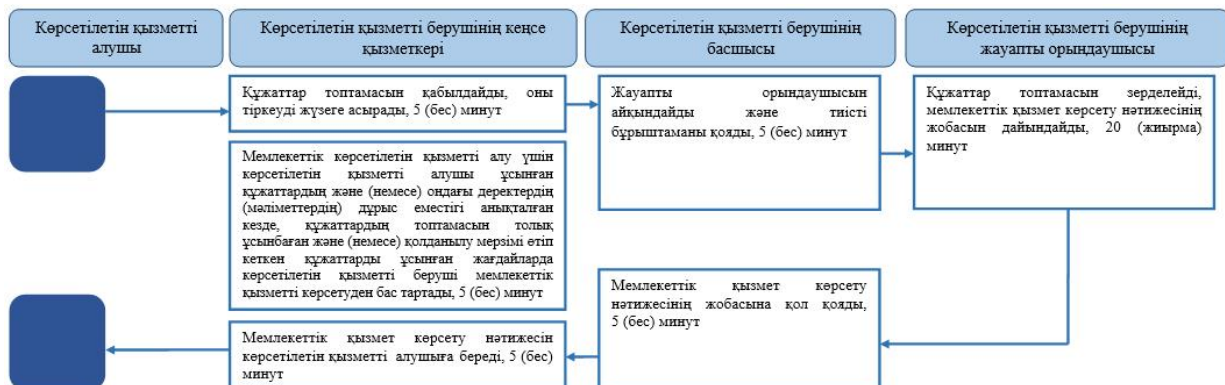 Көрсетілетін қызметті
алушы
Көрсетілетін қызметті берушінің кеңсе
қызметкері
Көрсетілетін қызметті берушінің
басшысы
Көрсетілетін қызметті берушінің
жауапты орындаушысы
Құжаттар топтамасын қабылдайды, оны
тіркеуді жүзеге асырады, 5 (бес) минут
Жауапты орындаушысын
айқындайды және тиісті
бұрыштаманы қояды, 5 (бес) минут
Құжаттар топтамасын зерделейді,
мемлекеттік қызмет көрсету нәтижесінің
жобасын дайындайды, 20 (жиырма)
минут
Мемлекеттік көрсетілетін қызметті алу үшін
көрсетілетін қызметті алушы ұсынған
құжаттардың және (немесе) ондағы деректердің
(мәліметтердің) дұрыс еместігі анықталған
кезде, құжаттардың топтамасын толық
ұсынбаған және (немесе) қолданылу мерзімі өтіп
кеткен құжаттарды ұсынған жағдайларда
көрсетілетін қызметті беруші мемлекеттік
қызметті көрсетуден бас тартады, 5 (бес) минут
Мемлекеттік қызмет көрсету
нәтижесінің жобасына қол қояды,
5 (бес) минут
Мемлекеттік қызмет көрсету нәтижесін
көрсетілетін қызметті алушыға береді, 5 (бес)
минут